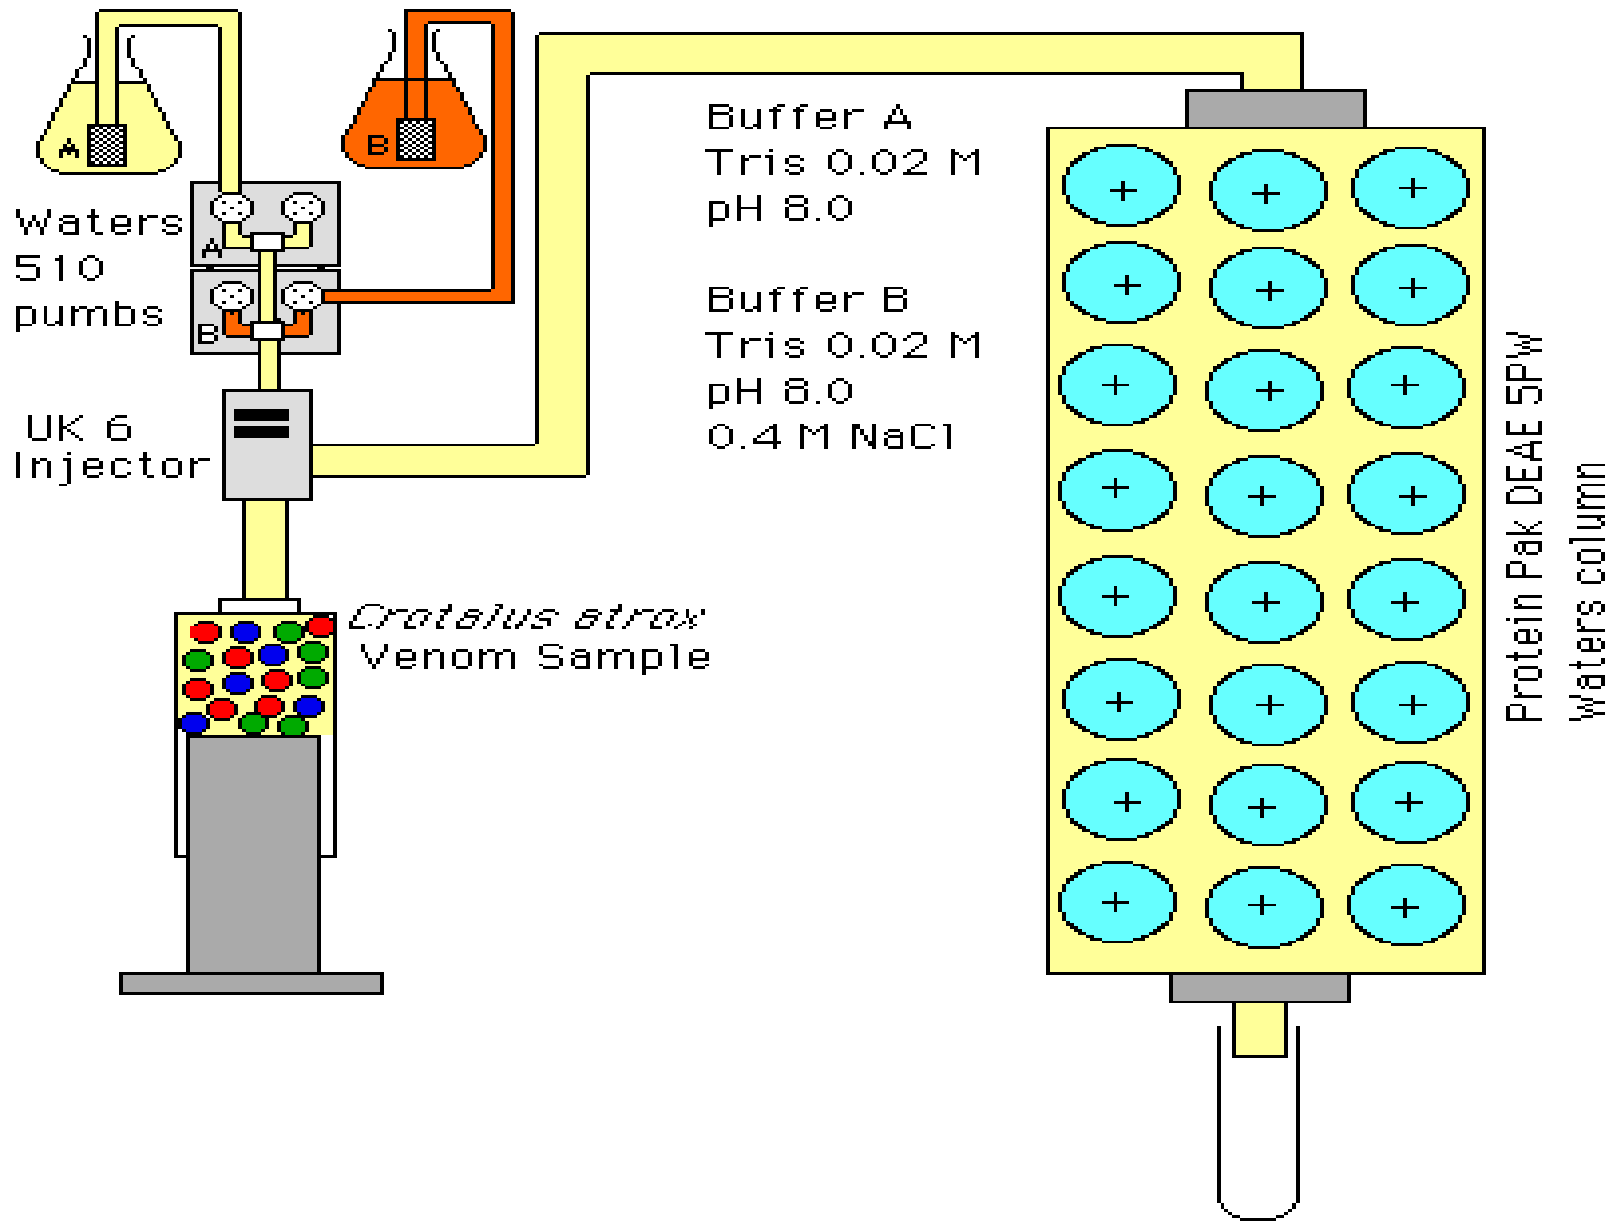 A
B
Waters
510
pumbs
A
B
UK 6
Injector
Buffer A
Tris 0.02 M
pH 8.0
Buffer B
Tris 0.02 M
pH 8.0
0.4 M NaCl
Crotalus atrox
Venom Sample
Protein Pak DEAE 5PW
Waters column
+ + +
+ + +
+ + +
+ + +
+ + +
+ + +
+ + +
+ + +